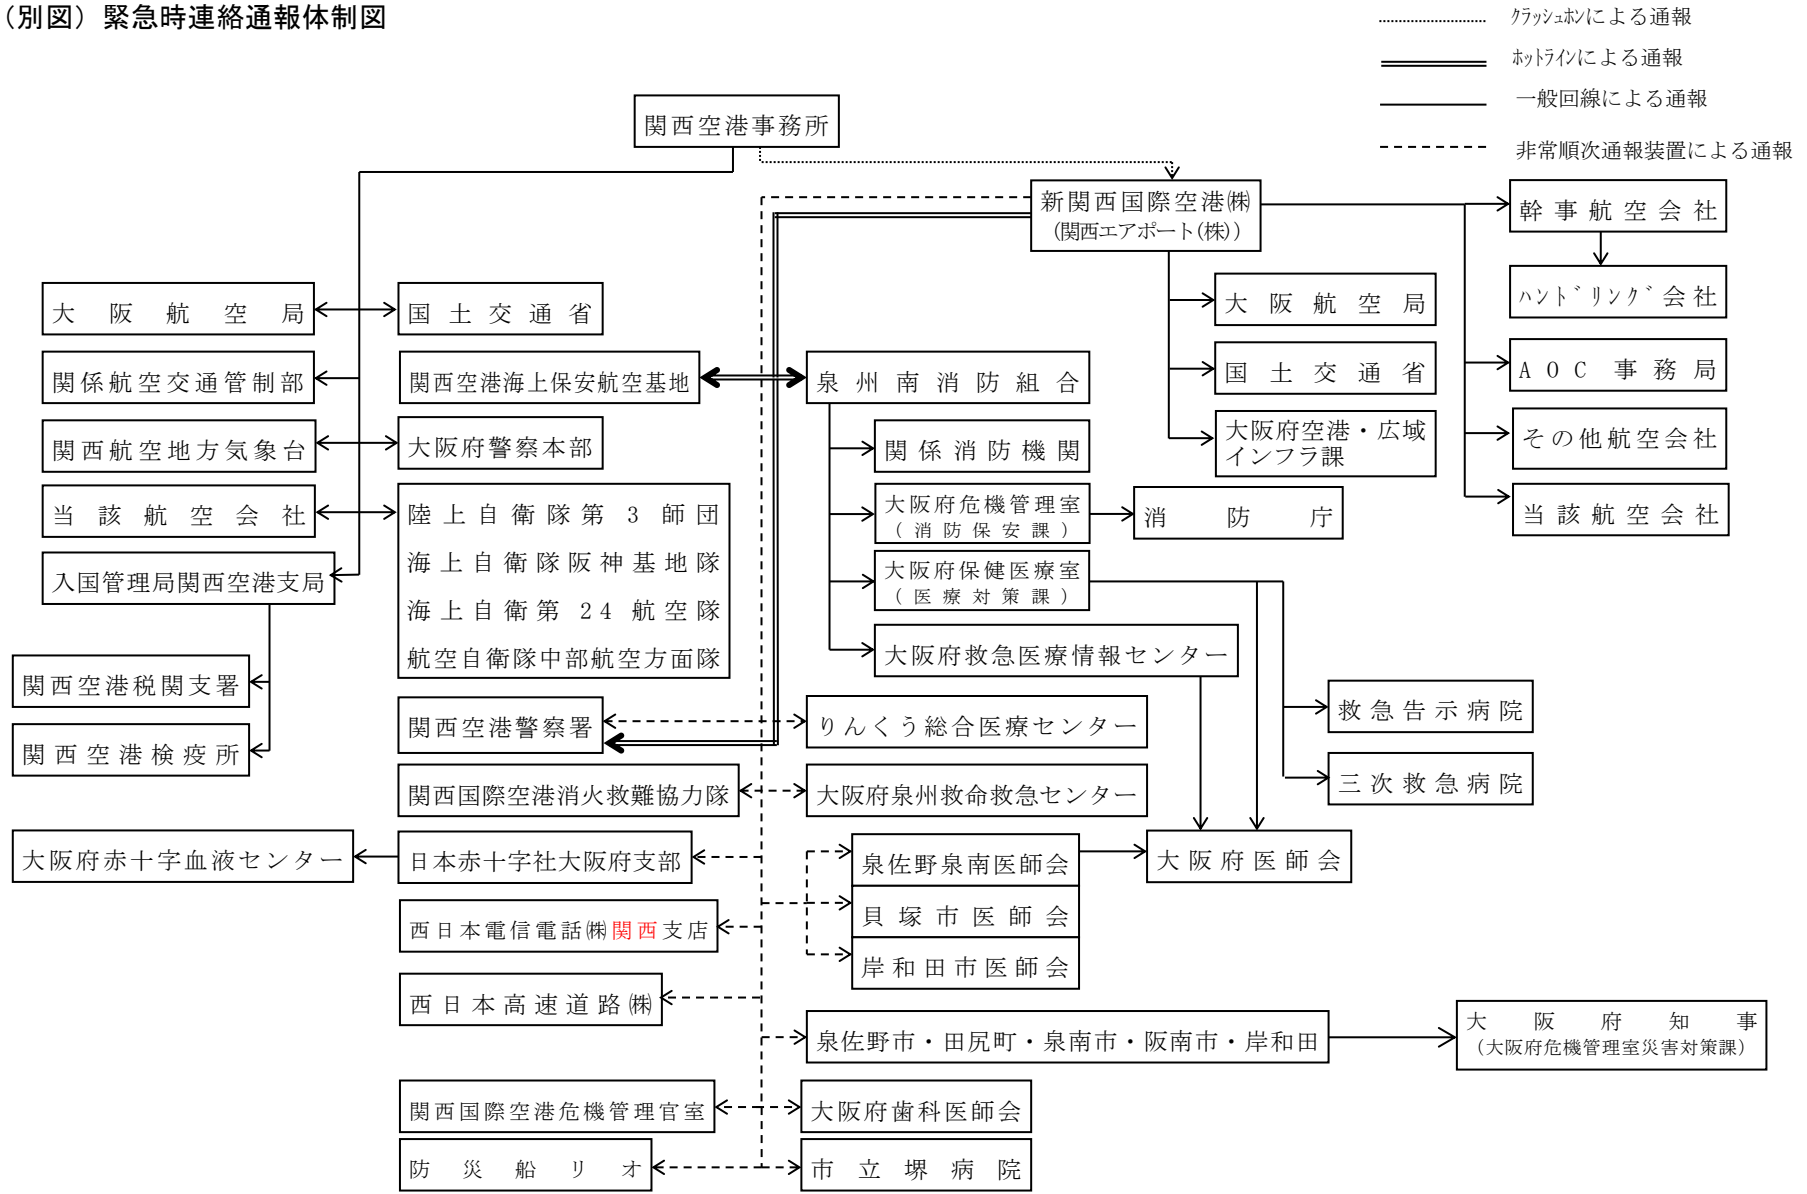 （別図）緊急時連絡通報体制図
ｸﾗｯｼｭﾎﾝによる通報
ﾎｯﾄﾗｲﾝによる通報
一般回線による通報
非常順次通報装置による通報
関西空港事務所
新関西国際空港㈱
(関西エアポート(株))
幹事航空会社
ﾊﾝﾄﾞﾘﾝｸﾞ会社
大阪航空局
国土交通省
大阪航空局
関係航空交通管制部
関西空港海上保安航空基地
泉州南消防組合
国土交通省
AOC 事務局
関西航空地方気象台
大阪府警察本部
関係消防機関
大阪府空港・広域
インフラ課
その他航空会社
当該航空会社
陸上自衛隊第 3 師団
海上自衛隊阪神基地隊
海上自衛第 24 航空隊
航空自衛隊中部航空方面隊
大阪府危機管理室
(消防保安課)
消防庁
当該航空会社
入国管理局関西空港支局
大阪府保健医療室
(医療対策課)
大阪府救急医療情報センター
関西空港税関支署
関西空港検疫所
関西空港警察署
りんくう総合医療センター
救急告示病院
三次救急病院
関西国際空港消火救難協力隊
大阪府泉州救命救急センター
大阪府赤十字血液センター
日本赤十字社大阪府支部
泉佐野泉南医師会
大阪府医師会
貝塚市医師会
岸和田市医師会
西日本電信電話㈱関西支店
西日本高速道路㈱
泉佐野市・田尻町・泉南市・阪南市・岸和田
大阪府知事
(大阪府危機管理室災害対策課)
関西国際空港危機管理官室
大阪府歯科医師会
防災船リオ
市立堺病院